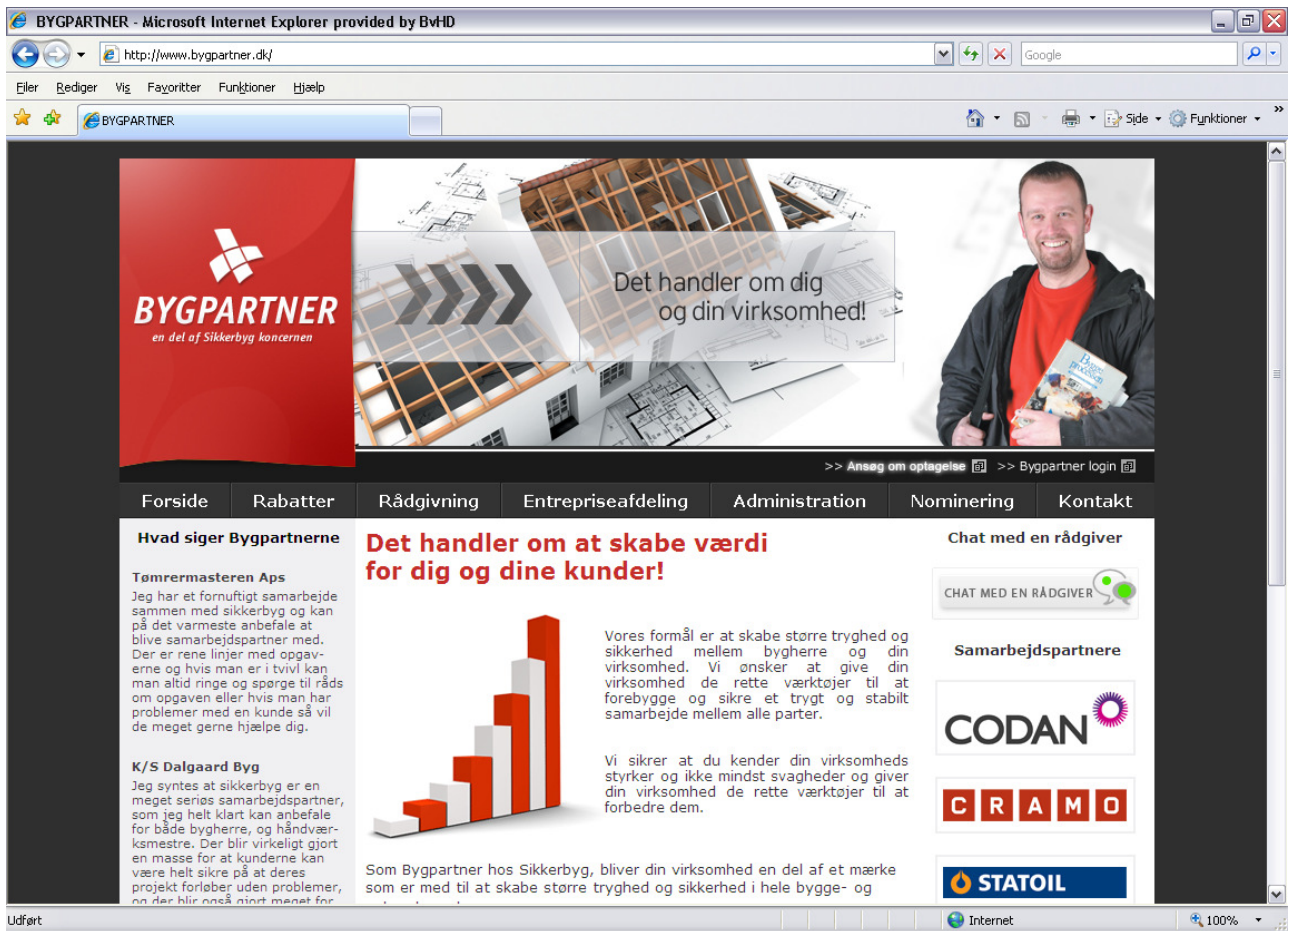 BYGPARTNER - Microsoft Internet Explorer provided by BvHD
http://www.bygpartner.dk/
Google
Filer Rediger Vis Favoritter Funktioner Hjælp
BYGPARTNER
Side
Funktioner
BYGPARTNER
en del af Sikkerbyg koncernen
Det handler om dig
og din virksomhed!
Bygge-
processen
>> Ansøg om optagelse >> Bygpartner login
Forside Rabatter Rådgivning Entrepriseafdeling Administration Nominering Kontakt
Hvad siger Bygpartnerne
Tømrermasteren Aps
Jeg har et fornuftigt samarbejde
sammen med sikkerbyg og kan
på det varmeste anbefale at
blive samarbejdspartner med.
Der er rene linjer med opgav-
erne og hvis man er i tvivl kan
man altid ringe og spørge til råds
om opgaven eller hvis man har
problemer med en kunde så vil
de meget gerne hjælpe dig.
K/S Dalgaard Byg
Jeg syntes at sikkerbyg er en
meget seriøs samarbejdspartner,
som jeg helt klart kan anbefale
for både bygherre, og håndvær-
ksmestre. Der blir virkeligt gjort
en masse for at kunderne kan
være helt sikre på at deres
projekt forløber uden problemer,
og der blir også gjort meget for
Det handler om at skabe værdi
for dig og dine kunder!
Vores formål er at skabe større tryghed og
sikkerhed mellem bygherre og din
virksomhed. Vi ønsker at give din
virksomhed de rette værktøjer til at
forebygge og sikre et trygt og stabilt
samarbejde mellem alle parter.
Vi sikrer at du kender din virksomheds
styrker og ikke mindst svagheder og giver
din virksomhed de rette værktøjer til at
forbedre dem.
Som Bygpartner hos Sikkerbyg, bliver din virksomhed en del af et mærke
som er med til at skabe større tryghed og sikkerhed i hele bygge- og
Chat med en rådgiver
CHAT MED EN RÅDGIVER
Samarbejdspartnere
CODAN
CRAMO
STATOIL
Udført
Internet
100%